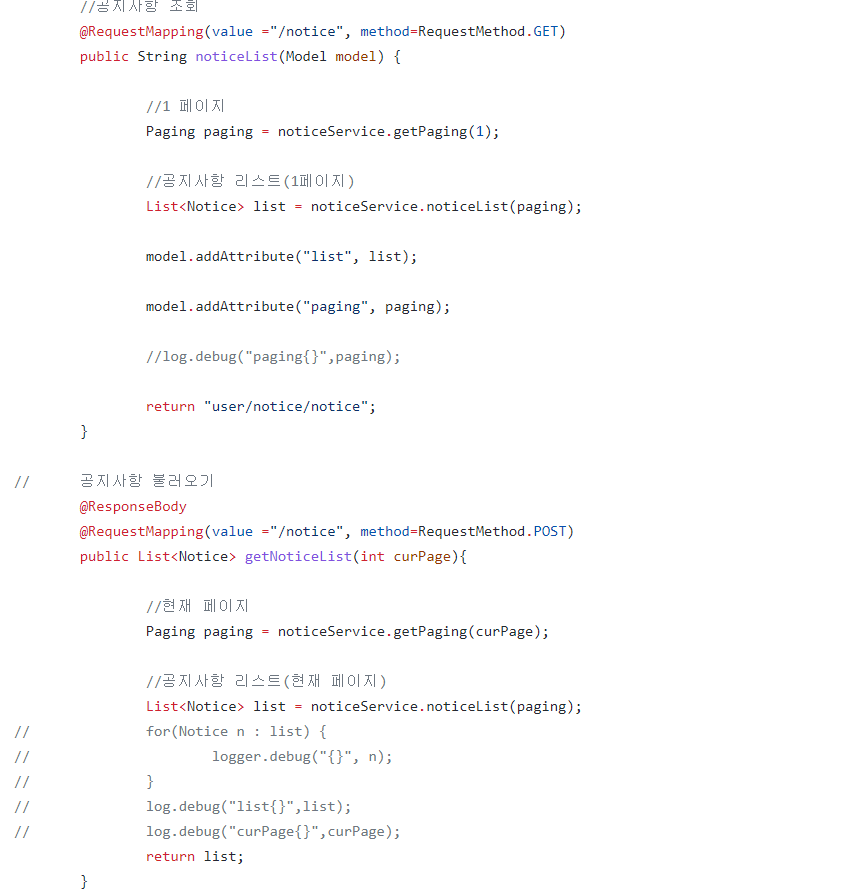 //공지사항 조회
@RequestMapping(value ="/notice", method=RequestMethod.GET)
public String noticeList(Model model) {
//1 페이지
Paging paging = noticeService.getPaging(1);
//공지사항 리스트(1페이지)
List<Notice> list = noticeService.noticeList(paging);
model.addAttribute("list", list);
model.addAttribute("paging", paging);
//log.debug("paging{}",paging);
return "user/notice/notice";
}
// 공지사항 불러오기
@ResponseBody
@RequestMapping(value ="/notice", method=RequestMethod.POST)
public List<Notice> getNoticeList(int curPage){
//현재 페이지
Paging paging = noticeService.getPaging(curPage);
//공지사항 리스트(현재 페이지)
List<Notice> list = noticeService.noticeList(paging);
// for(Notice n : list) {
// logger.debug("{}", n);
// }
// log.debug("list{}",list);
// log.debug("curPage{}",curPage);
return list;
}